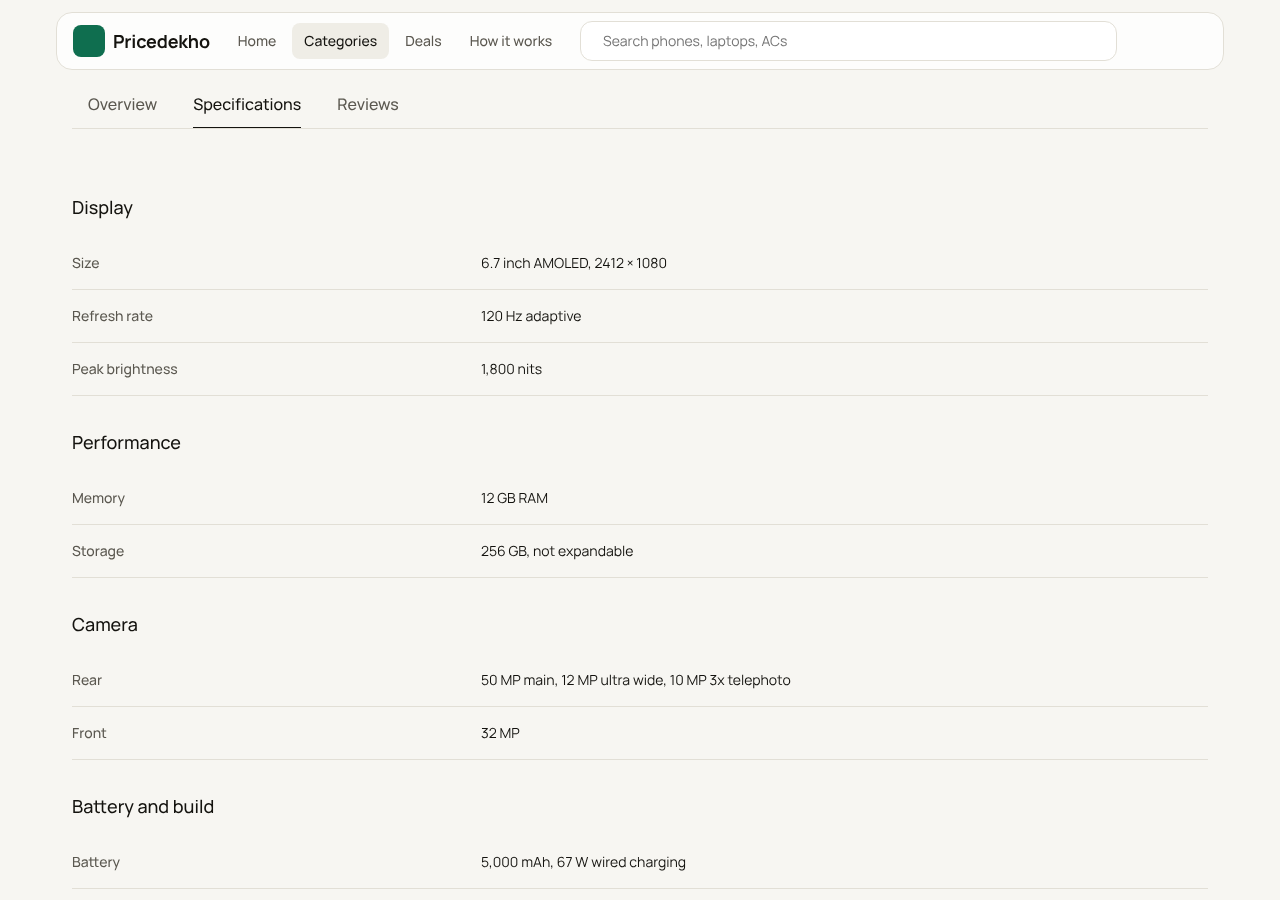 Pricedekho Home Categories Deals How it works Search phones, laptops, ACs
Overview Specifications Reviews
Display
Size 6.7 inch AMOLED, 2412 × 1080
Refresh rate 120 Hz adaptive
Peak brightness 1,800 nits
Performance
Memory 12 GB RAM
Storage 256 GB, not expandable
Camera
Rear 50 MP main, 12 MP ultra wide, 10 MP 3x telephoto
Front 32 MP
Battery and build
Battery 5,000 mAh, 67 W wired charging